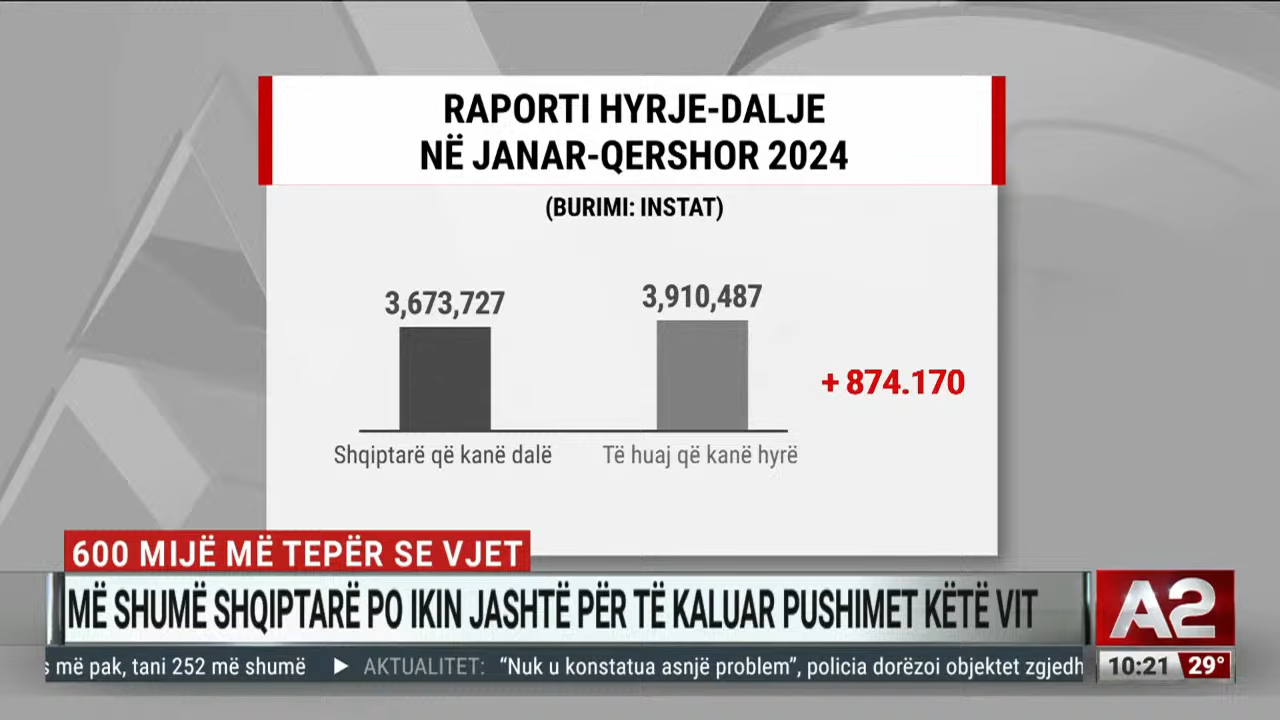 RAPORTI HYRJE-DALJE
NË JANAR-QERSHOR 2024
(BURIMI: INSTAT)
3,673,727
3,910,487
+ 874.170
Shqiptarë që kanë dalë
Të huaj që kanë hyrë
600 MIJË MË TEPËR SE VJET
MË SHUMË SHQIPTARË PO IKIN JASHTË PËR TË KALUAR PUSHIMET KËTË VIT
A2
më pak, tani 252 më shumë ▶ AKTUALITET: “Nuk u konstatua asnjë problem”, policia dorëzoi objektet zgjedh
10:21 29°